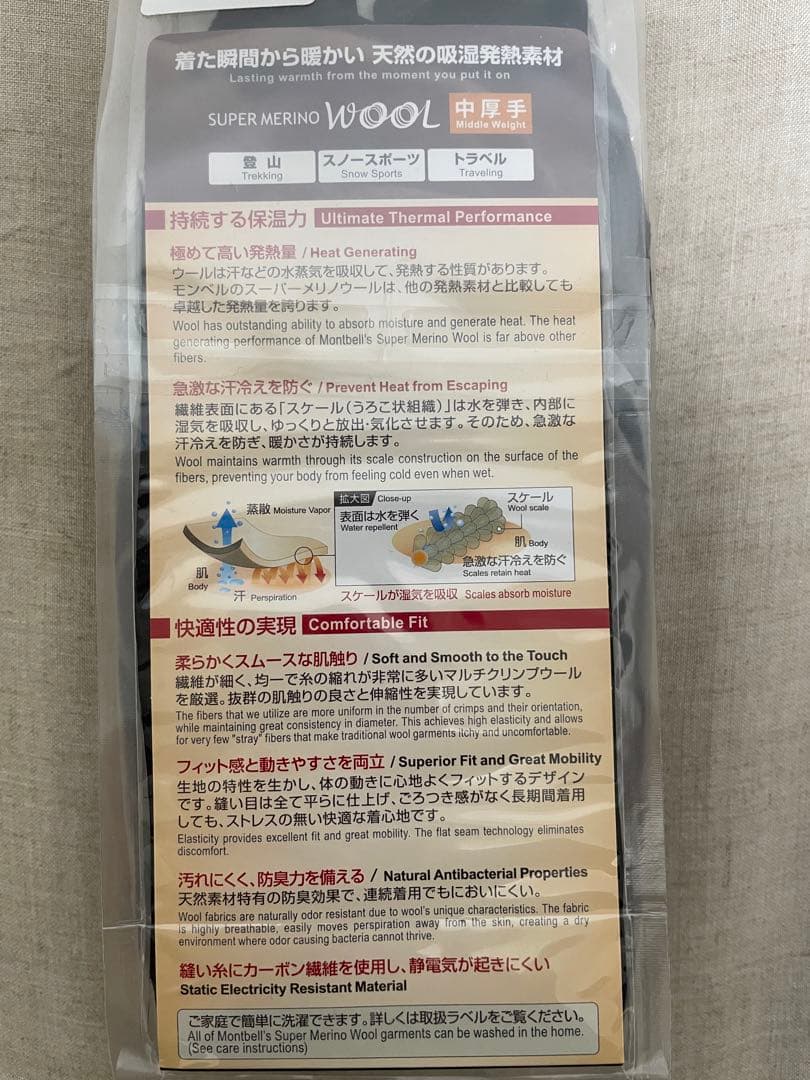 着た瞬間から暖かい 天然の吸湿発熱素材
Lasting warmth from the moment you put it on
SUPER MERINO WOOL 中厚手
Middle Weight
登山 スノースポーツ トラベル
Trekking Snow Sports Traveling
持続する保温力 Ultimate Thermal Performance
極めて高い発熱量 / Heat Generating
ウールは汗などの水蒸気を吸収して、発熱する性質があります。
モンベルのスーパーメリノウールは、他の発熱素材と比較しても
卓越した発熱量を誇ります。
Wool has outstanding ability to absorb moisture and generate heat. The heat
generating performance of Montbell's Super Merino Wool is far above other
fibers.
急激な汗冷えを防ぐ / Prevent Heat from Escaping
繊維表面にある「スケール(うろこ状組織)」は水を弾き、内部に
湿気を吸収し、ゆっくりと放出・気化させます。そのため、急激な
汗冷えを防ぎ、暖かさが持続します。
Wool maintains warmth through its scale construction on the surface of the
fibers, preventing your body from feeling cold even when wet.
蒸散 Moisture Vapor
肌
Body
汗 Perspiration
拡大図 Close-up
表面は水を弾く
Water repellent
スケール
Wool scale
肌 Body
急激な汗冷えを防ぐ
Scales retain heat
スケールが湿気を吸収 Scales absorb moisture
快適性の実現 Comfortable Fit
柔らかくスムースな肌触り / Soft and Smooth to the Touch
繊維が細く、均一で糸の縮れが非常に多いマルチクリンプウール
を厳選。抜群の肌触りの良さと伸縮性を実現しています。
The fibers that we utilize are more uniform in the number of crimps and their orientation,
while maintaining great consistency in diameter. This achieves high elasticity and allows
for very few "stray" fibers that make traditional wool garments itchy and uncomfortable.
フィット感と動きやすさを両立 / Superior Fit and Great Mobility
生地の特性を生かし、体の動きに心地よくフィットするデザイン
です。縫い目は全て平らに仕上げ、ごろつき感がなく長期間着用
しても、ストレスの無い快適な着心地です。
Elasticity provides excellent fit and great mobility. The flat seam technology eliminates
discomfort.
汚れにくく、防臭力を備える / Natural Antibacterial Properties
天然素材特有の防臭効果で、連続着用でもにおいにくい。
Wool fabrics are naturally odor resistant due to wool's unique characteristics. The fabric
is highly breathable, easily moves perspiration away from the skin, creating a dry
environment where odor causing bacteria cannot thrive.
縫い糸にカーボン繊維を使用し、静電気が起きにくい
Static Electricity Resistant Material
ご家庭で簡単に洗濯できます。詳しくは取扱ラベルをご覧ください。
All of Montbell's Super Merino Wool garments can be washed in the home.
(See care instructions)